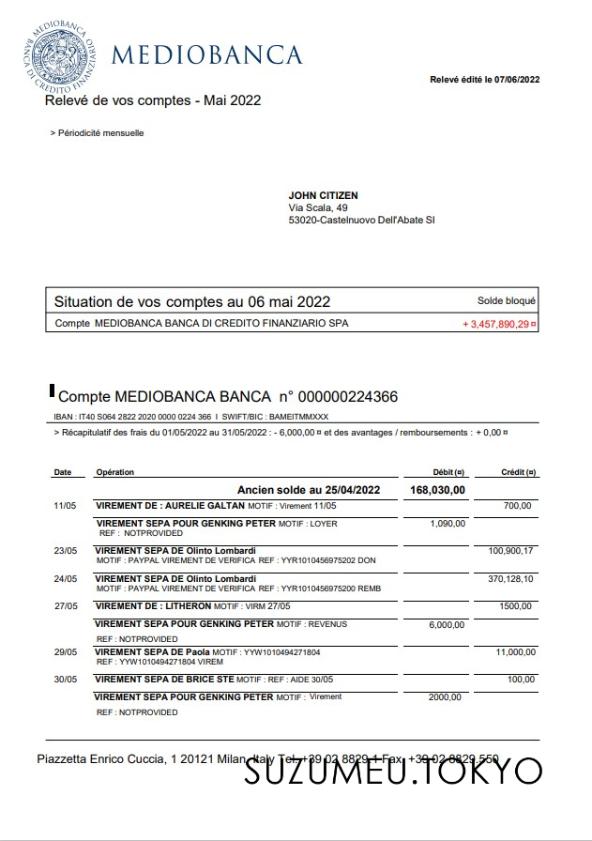 BANCA DI CREDITO FINANZIARIO
MEDIOBANCA
Relevé édité le 07/06/2022
Relevé de vos comptes - Mai 2022
> Périodicité mensuelle
JOHN CITIZEN
Via Scala, 49
53020-Castelnuovo Dell'Abate SI
Situation de vos comptes au 06 mai 2022 Solde bloqué
Compte MEDIOBANCA BANCA DI CREDITO FINANZIARIO SPA + 3,457,890,29 ¤
Compte MEDIOBANCA BANCA n° 000000224366
IBAN : IT40 S064 2822 2020 0000 0224 366 I SWIFT/BIC : BAMEITMMXXX
> Récapitulatif des frais du 01/05/2022 au 31/05/2022 : - 6,000,00 ¤ et des avantages / remboursements : + 0,00 ¤
Date Opération Débit (¤) Crédit (¤)
Ancien solde au 25/04/2022 168,030,00
11/05 VIREMENT DE : AURELIE GALTAN MOTIF : Virement 11/05 700,00
VIREMENT SEPA POUR GENKING PETER MOTIF : LOYER 1,090,00
REF : NOTPROVIDED
23/05 VIREMENT SEPA DE Olinto Lombardi 100,900,17
MOTIF : PAYPAL VIREMENT DE VERIFICA REF : YYR1010456975202 DON
24/05 VIREMENT SEPA DE Olinto Lombardi 370,128,10
MOTIF : PAYPAL VIREMENT DE VERIFICA REF : YYR1010456975200 REMB
27/05 VIREMENT DE : LITHERON MOTIF : VIRM 27/05 1500,00
VIREMENT SEPA POUR GENKING PETER MOTIF : REVENUS 6,000,00
REF : NOTPROVIDED
29/05 VIREMENT SEPA DE Paola MOTIF : YYW1010494271804 11,000,00
REF : YYW1010494271804 VIREM
30/05 VIREMENT SEPA DE BRICE STE MOTIF : REF : AIDE 30/05 100,00
VIREMENT SEPA POUR GENKING PETER MOTIF : Virement 2000,00
REF : NOTPROVIDED
Piazzetta Enrico Cuccia, 1 20121 Milan, Italy Tel. +39 02 8829 1 Fax. +39 02 8829 550
SUZUMEU.TOKYO